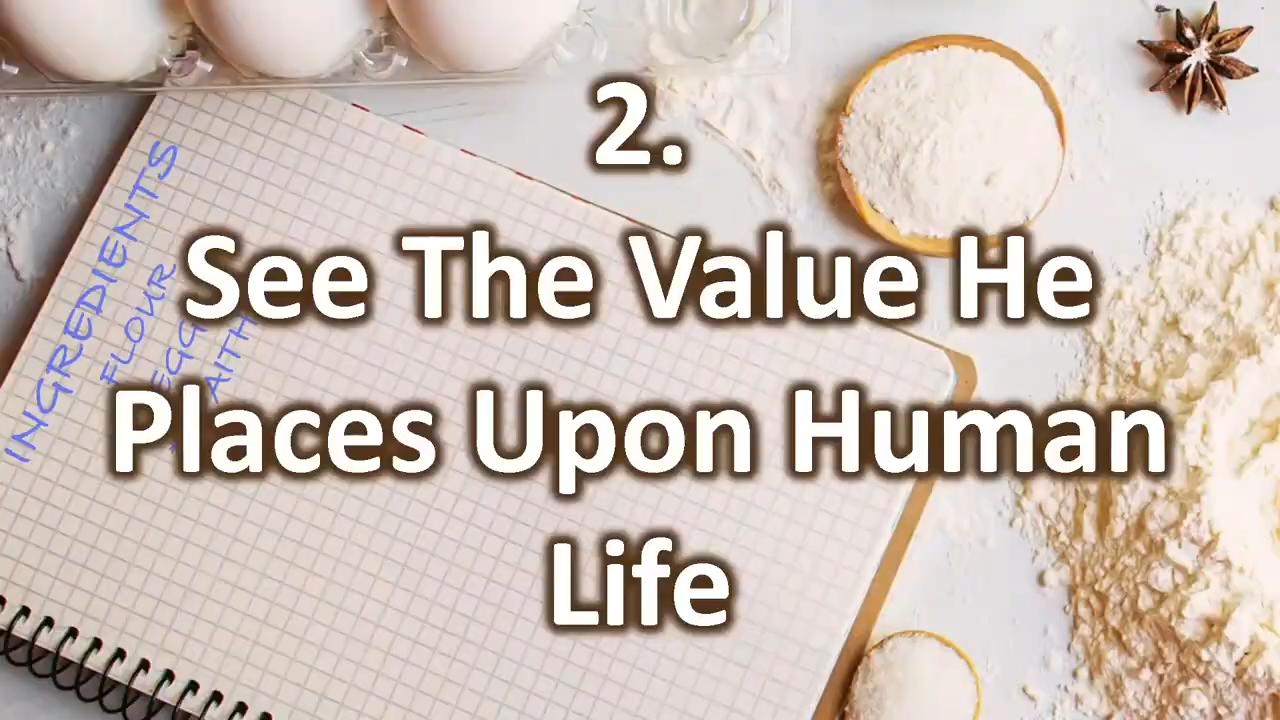 2.
See The Value He
Places Upon Human
Life
INGREDIENTS
FLOUR